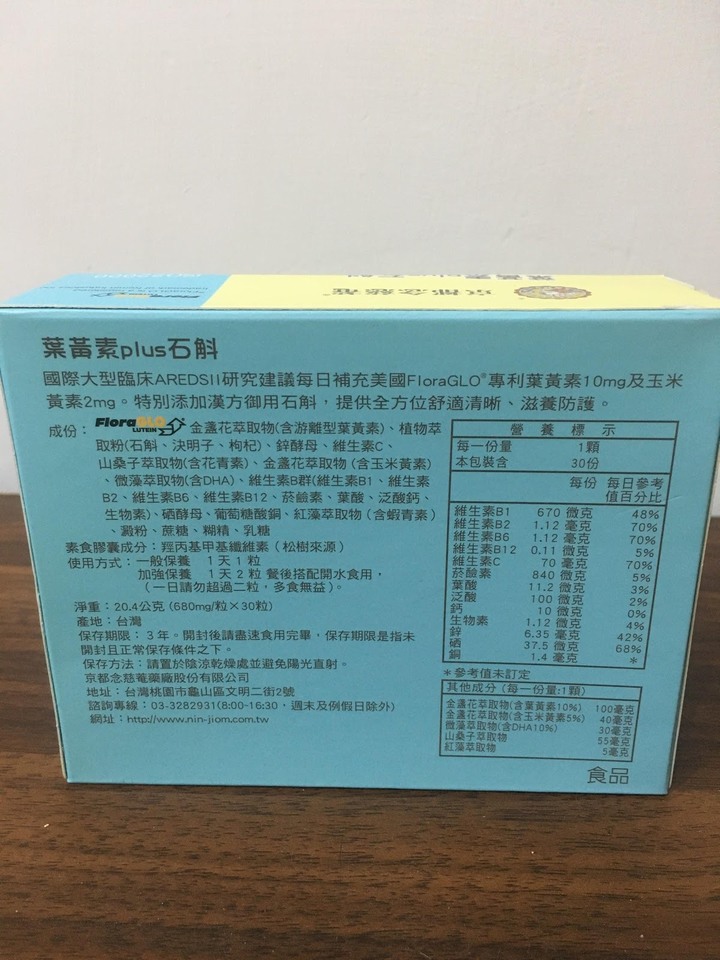 京都念慈菴
葉黃素plus石斛
葉黃素plus石斛
國際大型臨床AREDSII研究建議每日補充美國FloraGLO®專利葉黃素10mg及玉米
黃素2mg。特別添加漢方御用石斛，提供全方位舒適清晰、滋養防護。
成份：FloraGLO LUTEIN 金盞花萃取物(含游離型葉黃素)、植物萃
取粉(石斛、決明子、枸杞)、鋅酵母、維生素C、
山桑子萃取物(含花青素)、金盞花萃取物(含玉米黃素)
、微藻萃取物(含DHA)、維生素B群(維生素B1、維生素
B2、維生素B6、維生素B12、菸鹼素、葉酸、泛酸鈣、
生物素)、硒酵母、葡萄糖酸銅、紅藻萃取物（含蝦青素）
、澱粉、蔗糖、糊精、乳糖
素食膠囊成分：羥丙基甲基纖維素（松樹來源）
使用方式：一般保養 1天1粒
加強保養 1天2粒 餐後搭配開水食用，
（一日請勿超過二粒，多食無益）。
淨重：20.4公克 (680mg/粒×30粒)
產地：台灣
保存期限：3年。開封後請盡速食用完畢，保存期限是指未
開封且正常保存條件之下。
保存方法：請置於陰涼乾燥處並避免陽光直射。
京都念慈菴藥廠股份有限公司
地址：台灣桃園市龜山區文明二街2號
諮詢專線：03-3282931(8:00-16:30，週末及例假日除外)
網址：http://www.nin-jiom.com.tw
營養標示
每一份量 1顆
本包裝含 30份
每份 每日參考
值百分比
維生素B1 670 微克 48%
維生素B2 1.12 毫克 70%
維生素B6 1.12 毫克 70%
維生素B12 0.11 微克 5%
維生素C 70 毫克 70%
菸鹼素 840 微克 5%
葉酸 11.2 微克 3%
泛酸 100 微克 2%
鈣 10 微克 0%
生物素 1.12 微克 4%
鋅 6.35 毫克 42%
硒 37.5 微克 68%
銅 1.4 毫克 *
*參考值未訂定
其他成分 (每一份量:1顆)
金盞花萃取物(含葉黃素10%) 100毫克
金盞花萃取物(含玉米黃素5%) 40毫克
微藻萃取物(含DHA10%) 30毫克
山桑子萃取物 55毫克
紅藻萃取物 5毫克
食品